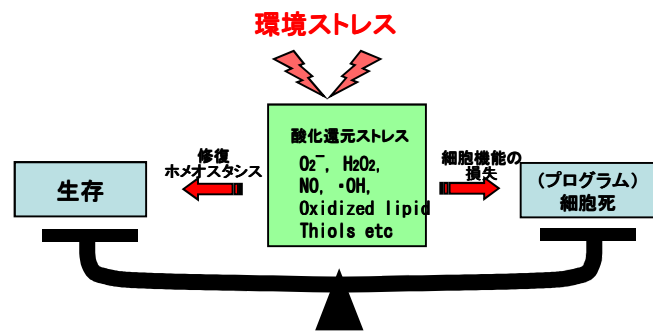 環境ストレス
酸化還元ストレス
O₂⁻, H₂O₂,
NO, ・OH,
Oxidized lipid
Thiols etc
修復
ホメオスタシス
細胞機能の
損失
生存
(プログラム)
細胞死